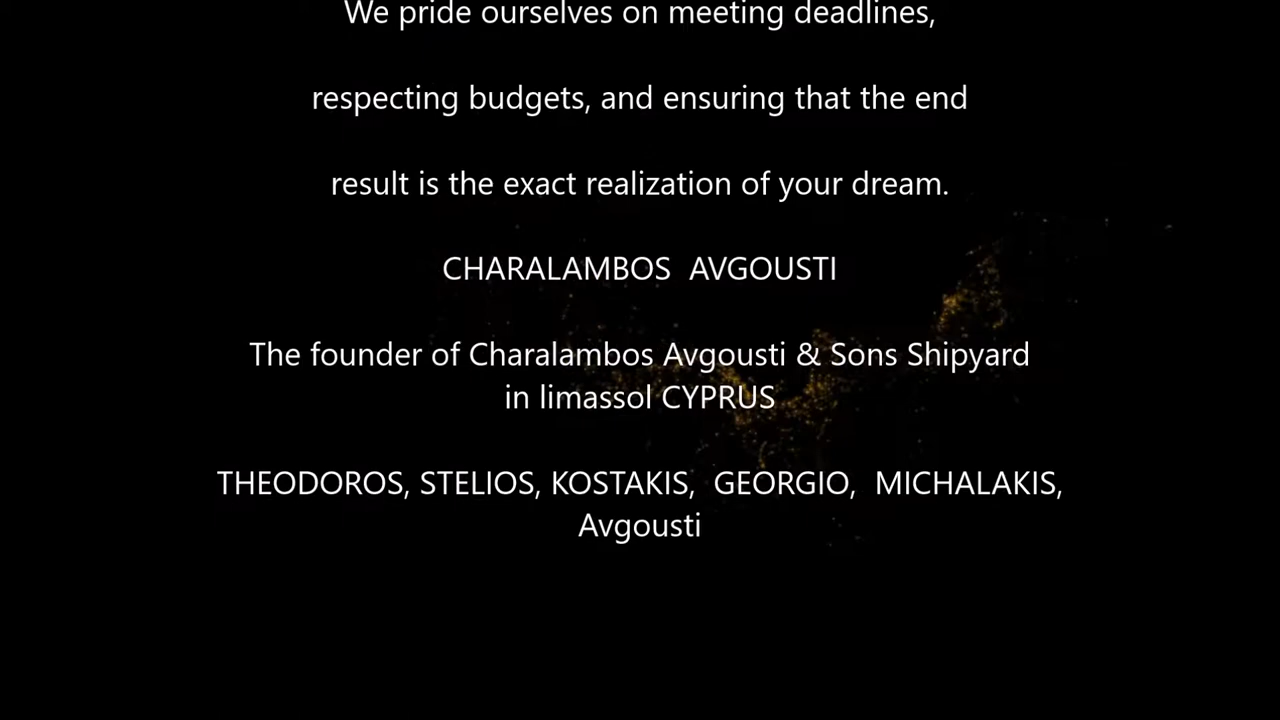 We pride ourselves on meeting deadlines,
respecting budgets, and ensuring that the end
result is the exact realization of your dream.
CHARALAMBOS  AVGOUSTI
The founder of Charalambos Avgousti & Sons Shipyard
in limassol CYPRUS
THEODOROS, STELIOS, KOSTAKIS,  GEORGIO,  MICHALAKIS,
Avgousti